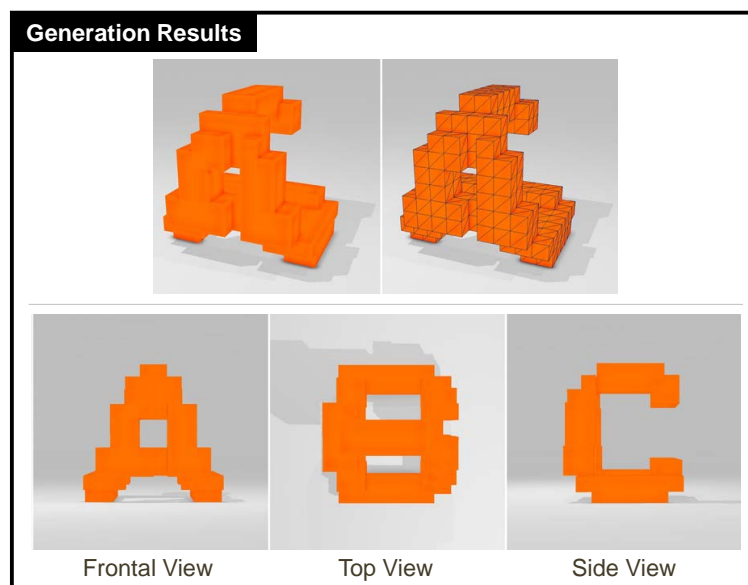 Generation Results
A
B
C
Frontal View
Top View
Side View